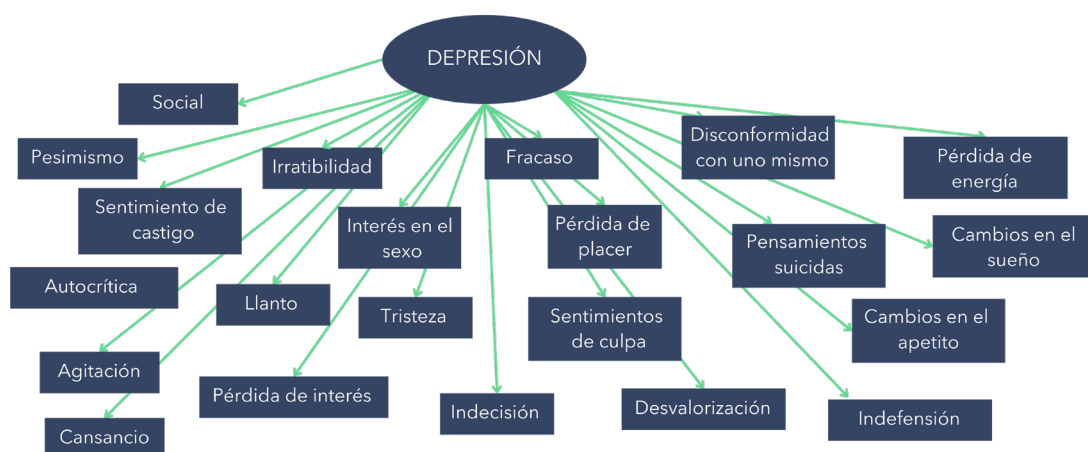 DEPRESIÓN
Social
Pesimismo
Irratibilidad
Fracaso
Disconformidad
con uno mismo
Pérdida de
energía
Sentimiento de
castigo
Interés en el
sexo
Pérdida de
placer
Pensamientos
suicidas
Cambios en el
sueño
Autocrítica
Llanto
Tristeza
Sentimientos
de culpa
Cambios en el
apetito
Agitación
Pérdida de interés
Indecisión
Desvalorización
Indefensión
Cansancio